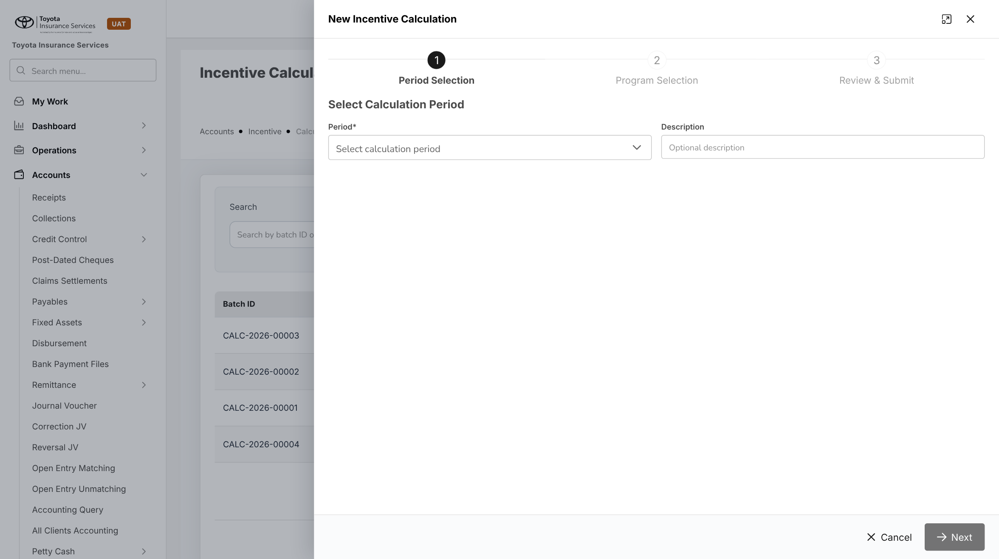 Toyota
Insurance Services
UAT
Toyota Insurance Services
Search menu...
My Work
Dashboard
Operations
Accounts
Receipts
Collections
Credit Control
Post-Dated Cheques
Claims Settlements
Payables
Fixed Assets
Disbursement
Bank Payment Files
Remittance
Journal Voucher
Correction JV
Reversal JV
Open Entry Matching
Open Entry Unmatching
Accounting Query
All Clients Accounting
Petty Cash
Incentive Calcul
Accounts • Incentive • Calcu
Search
Search by batch ID o
Batch ID
CALC-2026-00003
CALC-2026-00002
CALC-2026-00001
CALC-2026-00004
New Incentive Calculation
1 2 3
Period Selection Program Selection Review & Submit
Select Calculation Period
Period* Description
Select calculation period Optional description
Cancel Next